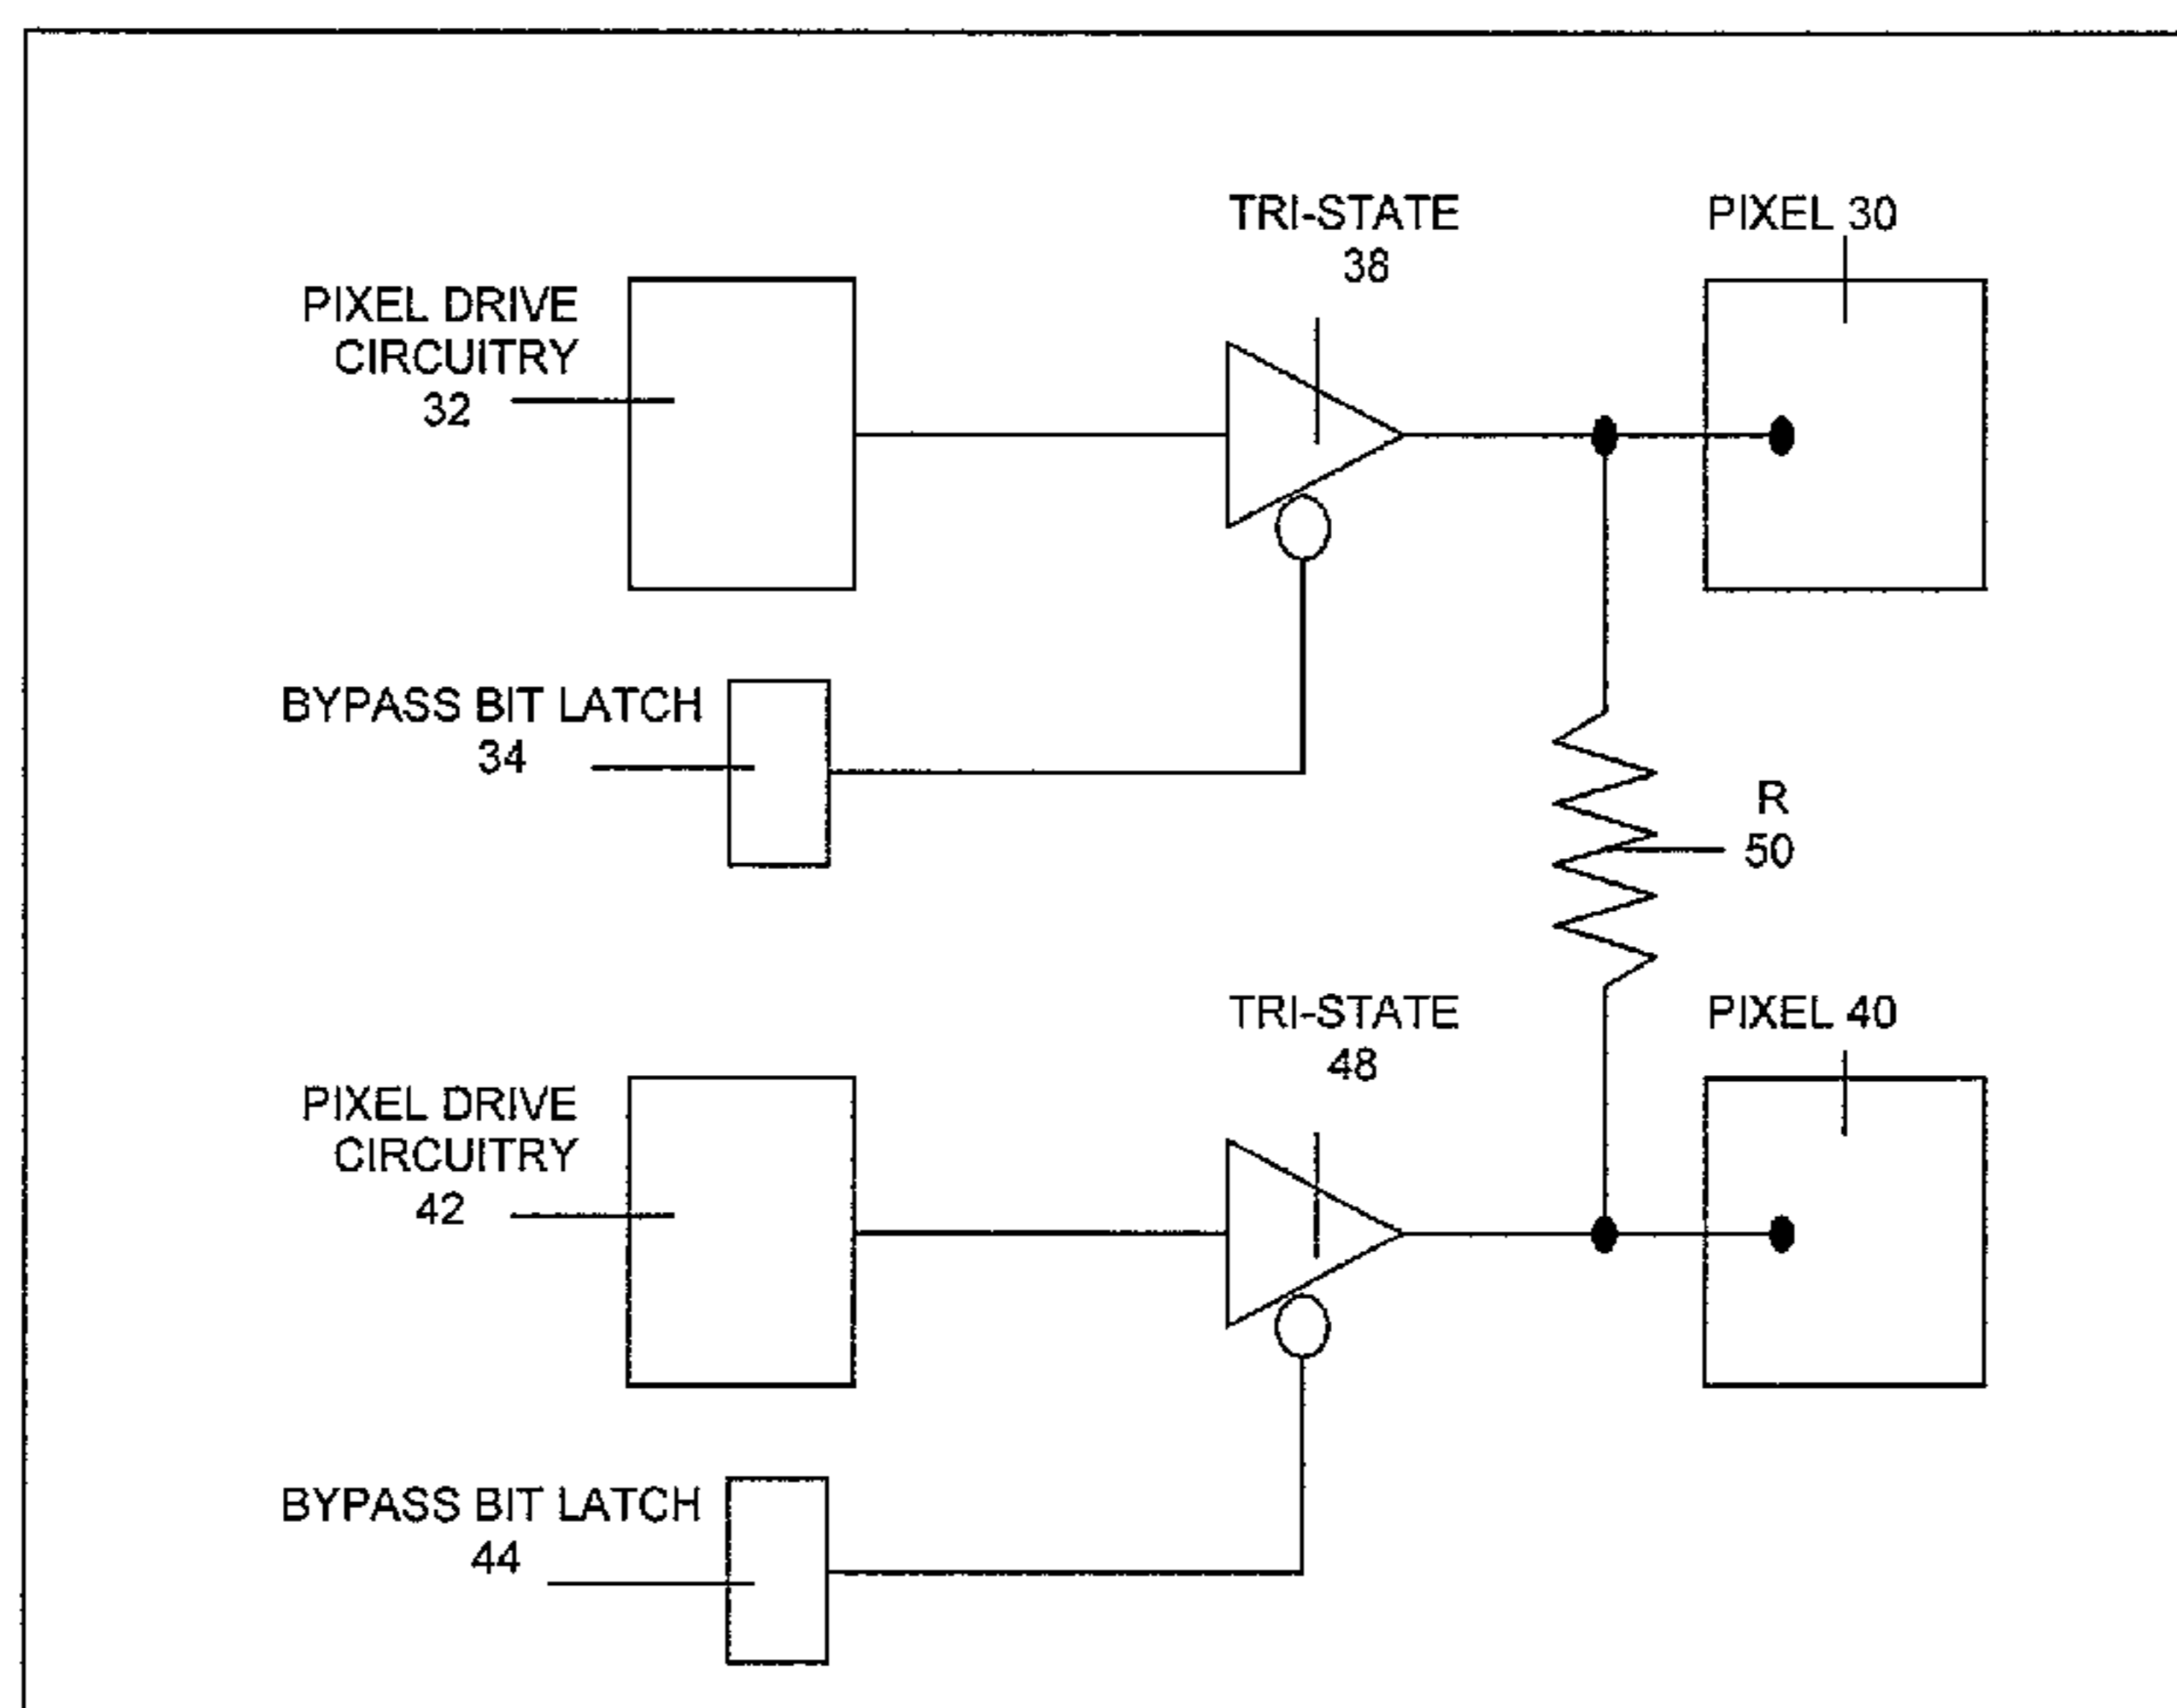 TRI-STATE
38
PIXEL 30
PIXEL DRIVE
CIRCUITRY
32
BYPASS BIT LATCH
34
R
50
TRI-STATE
48
PIXEL 40
PIXEL DRIVE
CIRCUITRY
42
BYPASS BIT LATCH
44